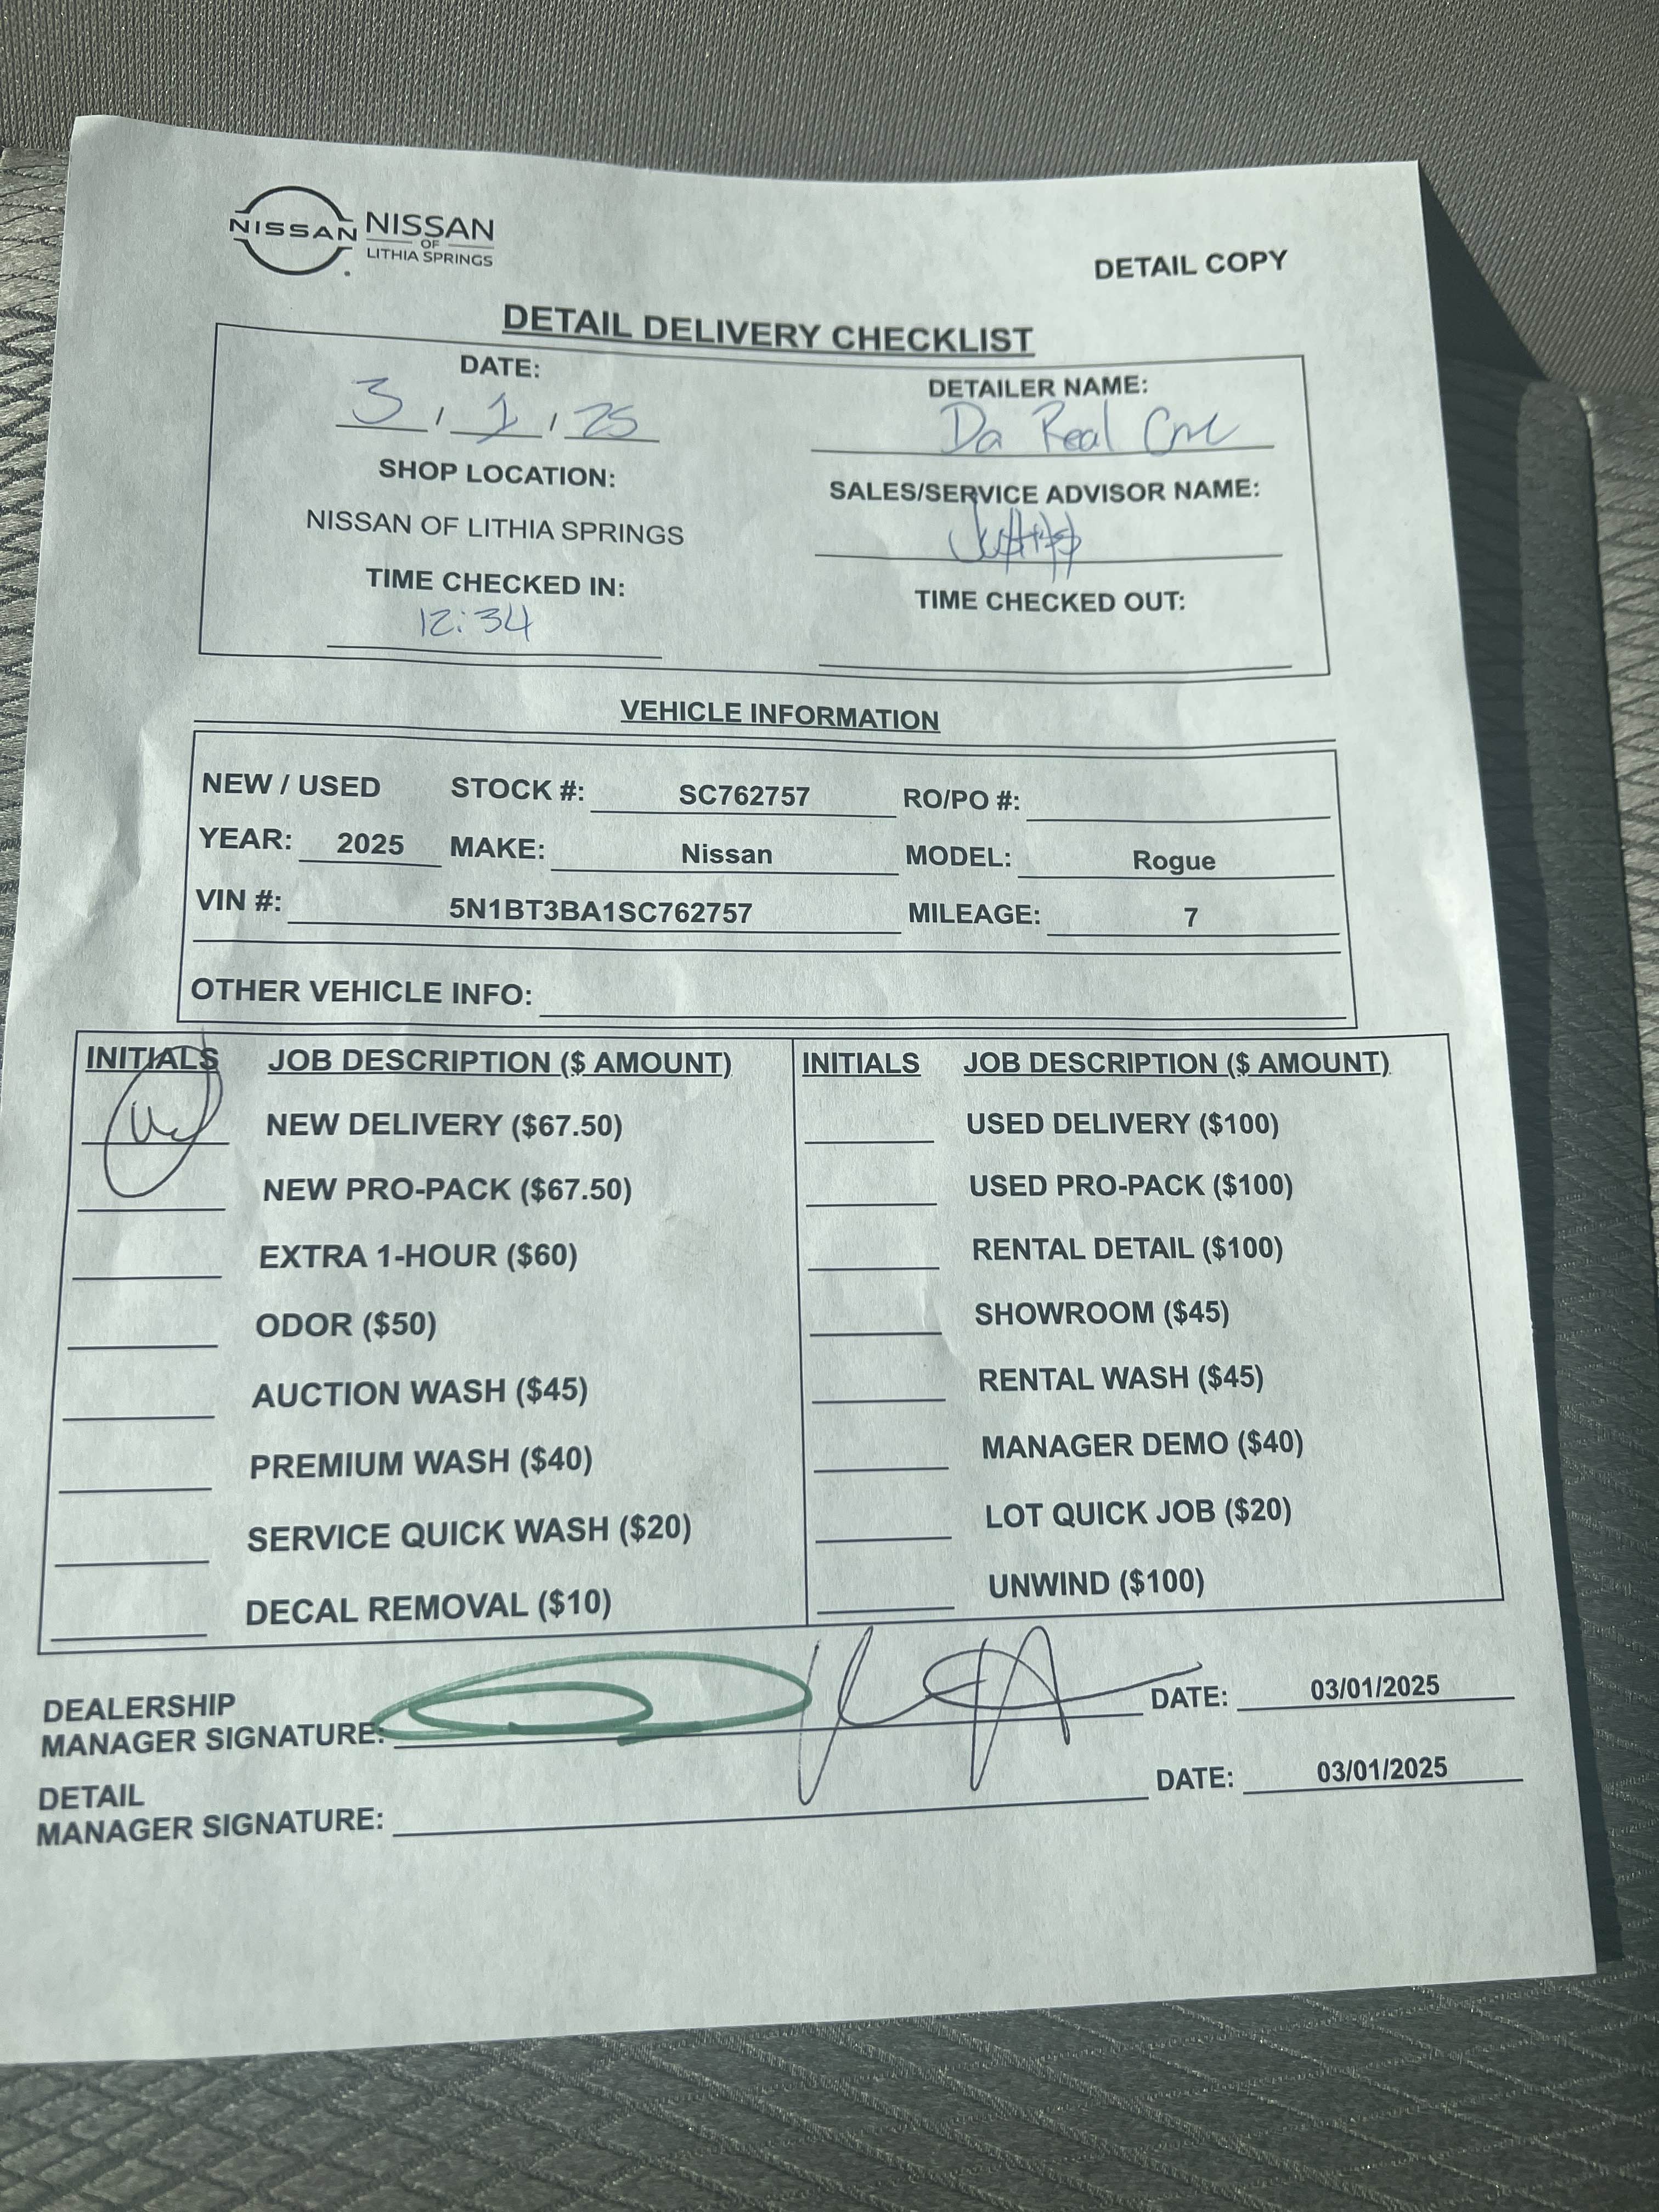 NISSAN NISSAN
OF
LITHIA SPRINGS
DETAIL COPY
DETAIL DELIVERY CHECKLIST
DATE:
3 / 1 / 25
DETAILER NAME:
Da Real
SHOP LOCATION:
NISSAN OF LITHIA SPRINGS
SALES/SERVICE ADVISOR NAME:
TIME CHECKED IN:
12:34
TIME CHECKED OUT:
VEHICLE INFORMATION
NEW / USED STOCK #: SC762757 RO/PO #:
YEAR: 2025 MAKE: Nissan MODEL: Rogue
VIN #: 5N1BT3BA1SC762757 MILEAGE: 7
OTHER VEHICLE INFO:
INITIALS JOB DESCRIPTION ($ AMOUNT)
NEW DELIVERY ($67.50)
NEW PRO-PACK ($67.50)
EXTRA 1-HOUR ($60)
ODOR ($50)
AUCTION WASH ($45)
PREMIUM WASH ($40)
SERVICE QUICK WASH ($20)
DECAL REMOVAL ($10)
INITIALS JOB DESCRIPTION ($ AMOUNT)
USED DELIVERY ($100)
USED PRO-PACK ($100)
RENTAL DETAIL ($100)
SHOWROOM ($45)
RENTAL WASH ($45)
MANAGER DEMO ($40)
LOT QUICK JOB ($20)
UNWIND ($100)
DEALERSHIP
MANAGER SIGNATURE: DATE: 03/01/2025
DETAIL
MANAGER SIGNATURE: DATE: 03/01/2025